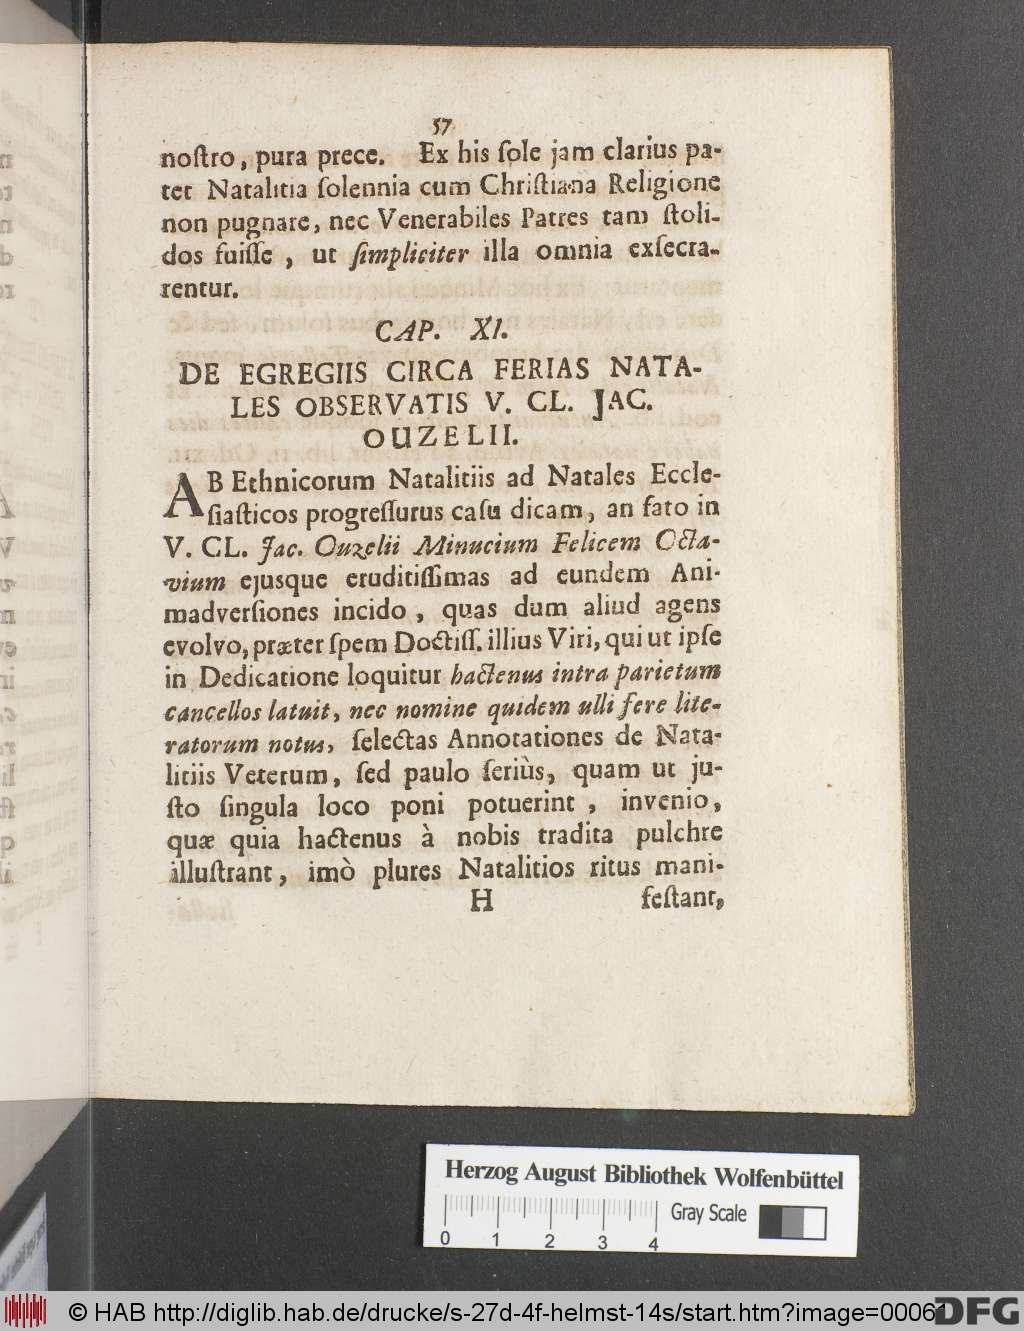 57
noſtro, pura prece. Ex his ſole jam clarius pa-
tet Natalitia ſolennia cum Chriſtiana Religione
non pugnare, nec Venerabiles Patres tam ſtoli-
dos fuiſſe, ut ſimpliciter illa omnia exſecra-
rentur.
CAP. XI.
DE EGREGIIS CIRCA FERIAS NATA-
LES OBSERVATIS V. CL. JAC.
OUZELII.
AB Ethnicorum Natalitiis ad Natales Eccle-
ſiaſticos progreſſurus caſu dicam, an fato in
V. CL. Jac. Ouzelii Minucium Felicem Octa-
vium ejusque eruditiſſimas ad eundem Ani-
madverſiones incido, quas dum aliud agens
evolvo, præter ſpem Doctiſſ. illius Viri, qui ut ipſe
in Dedicatione loquitur hactenus intra parietum
cancellos latuit, nec nomine quidem ulli fere lite-
ratorum notus, ſelectas Annotationes de Nata-
litiis Veterum, ſed paulo ſeriùs, quam ut ju-
ſto ſingula loco poni potuerint, invenio,
quæ quia hactenus à nobis tradita pulchre
illuſtrant, imò plures Natalitios ritus mani-
H feſtant,
Herzog August Bibliothek Wolfenbüttel
Gray Scale
0 1 2 3 4
© HAB http://diglib.hab.de/drucke/s-27d-4f-helmst-14s/start.htm?image=00061
DFG